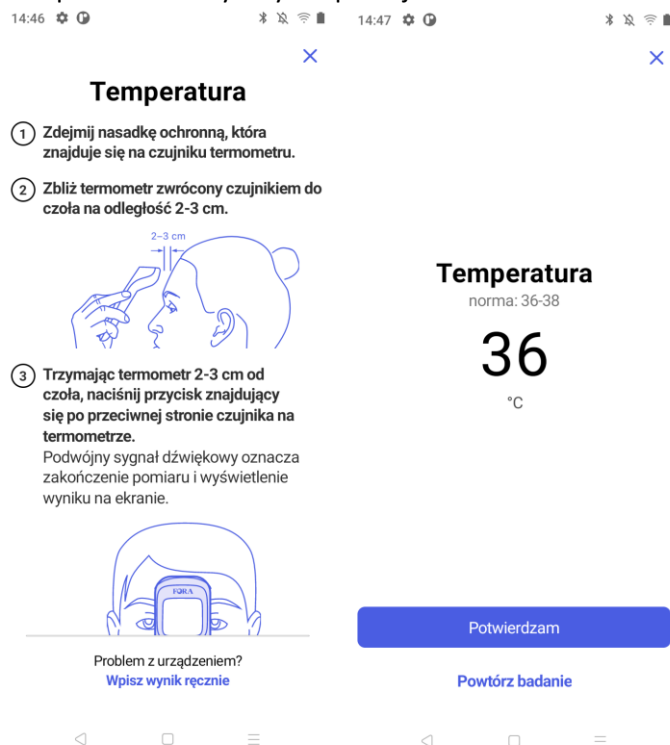 14:46
Temperatura
1 Zdejmij nasadkę ochronną, która
znajduje się na czujniku termometru.
2 Zbliż termometr zwrócony czujnikiem do
czoła na odległość 2-3 cm.
2-3 cm
3 Trzymając termometr 2-3 cm od
czoła, naciśnij przycisk znajdujący
się po przeciwnej stronie czujnika na
termometrze.
Podwójny sygnał dźwiękowy oznacza
zakończenie pomiaru i wyświetlenie
wyniku na ekranie.
FORA
Problem z urządzeniem?
Wpisz wynik ręcznie
14:47
Temperatura
norma: 36-38
36
°C
Potwierdzam
Powtórz badanie